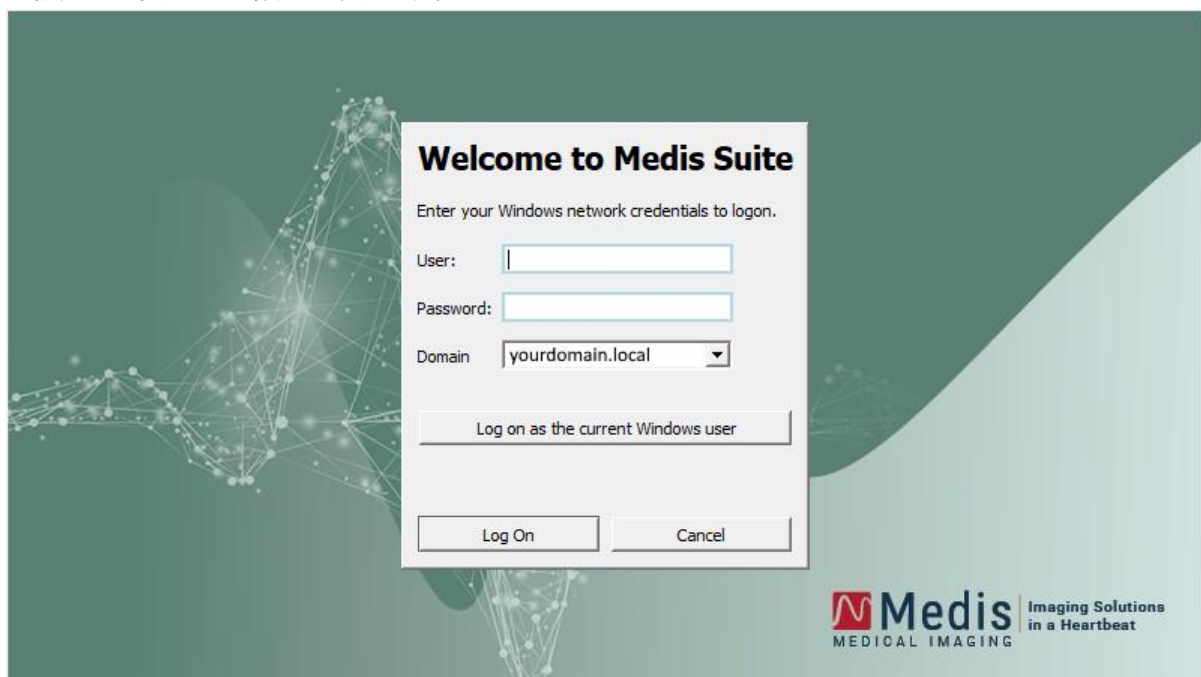 Welcome to Medis Suite
Enter your Windows network credentials to logon.
User:
Password:
Domain yourdomain.local
Log on as the current Windows user
Log On Cancel
Medis
MEDICAL IMAGING
Imaging Solutions
in a Heartbeat